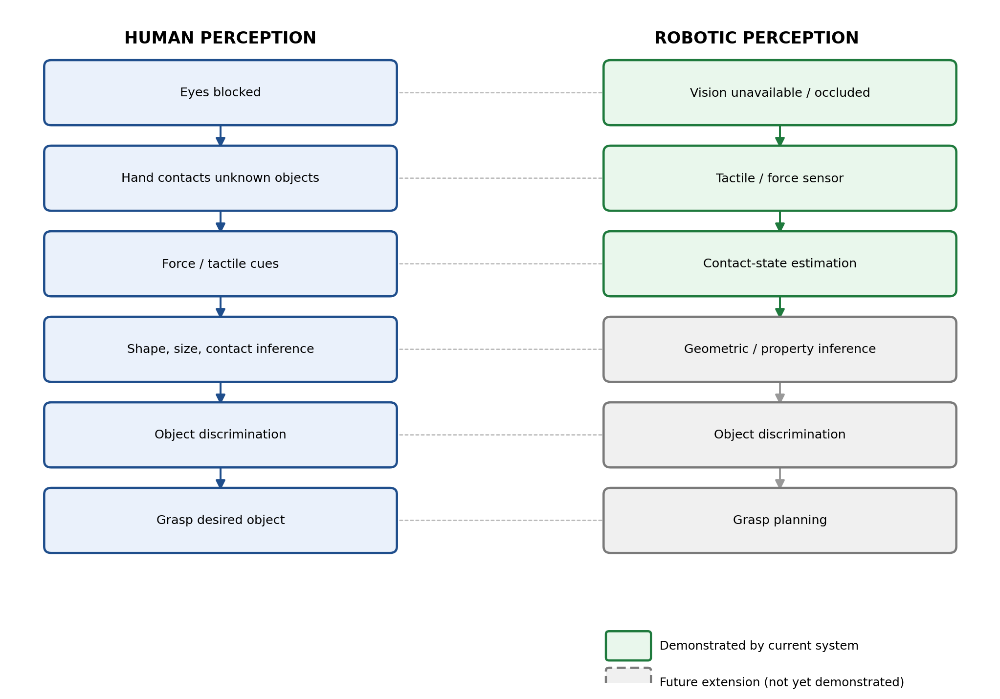 HUMAN PERCEPTION
ROBOTIC PERCEPTION
Eyes blocked
Vision unavailable / occluded
Hand contacts unknown objects
Tactile / force sensor
Force / tactile cues
Contact-state estimation
Shape, size, contact inference
Geometric / property inference
Object discrimination
Object discrimination
Grasp desired object
Grasp planning
Demonstrated by current system
Future extension (not yet demonstrated)